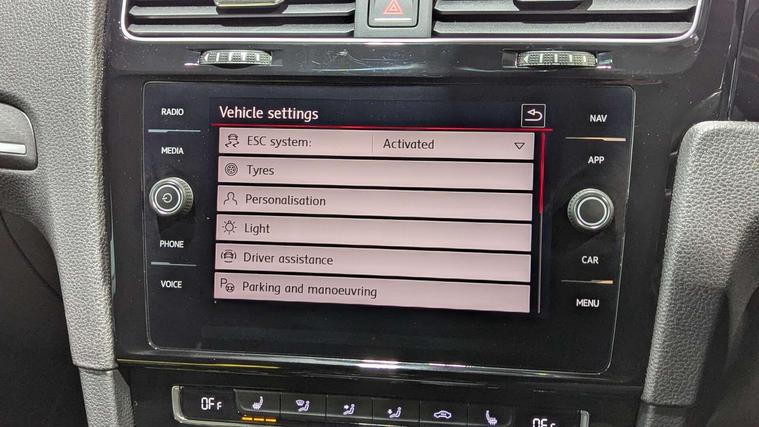 RADIO
MEDIA
PHONE
VOICE
Vehicle settings
ESC system: Activated
Tyres
Personalisation
Light
Driver assistance
Parking and manoeuvring
NAV
APP
CAR
MENU
OFF
OFF